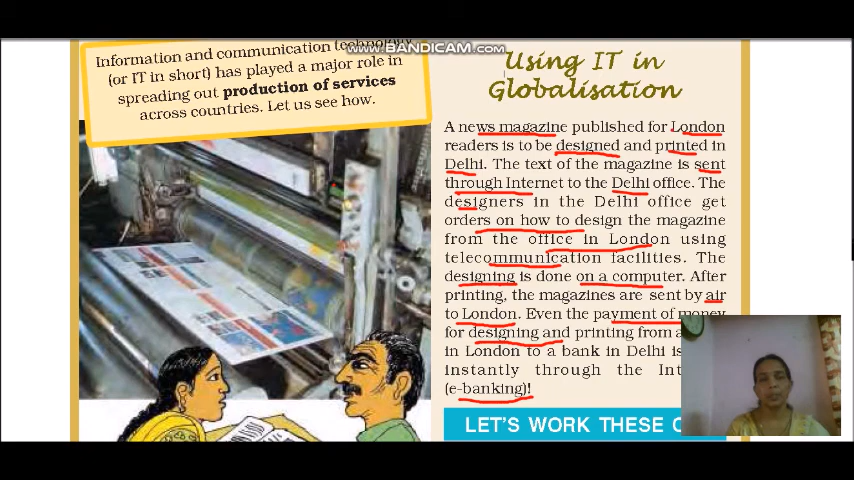 www.BANDICAM.com
Information and communication technology
(or IT in short) has played a major role in
spreading out production of services
across countries. Let us see how.
Using IT in
Globalisation
A news magazine published for London
readers is to be designed and printed in
Delhi. The text of the magazine is sent
through Internet to the Delhi office. The
designers in the Delhi office get
orders on how to design the magazine
from the office in London using
telecommunication facilities. The
designing is done on a computer. After
printing, the magazines are sent by air
to London. Even the payment of money
for designing and printing from a
in London to a bank in Delhi is
instantly through the
(e-banking)!
LET'S WORK THESE